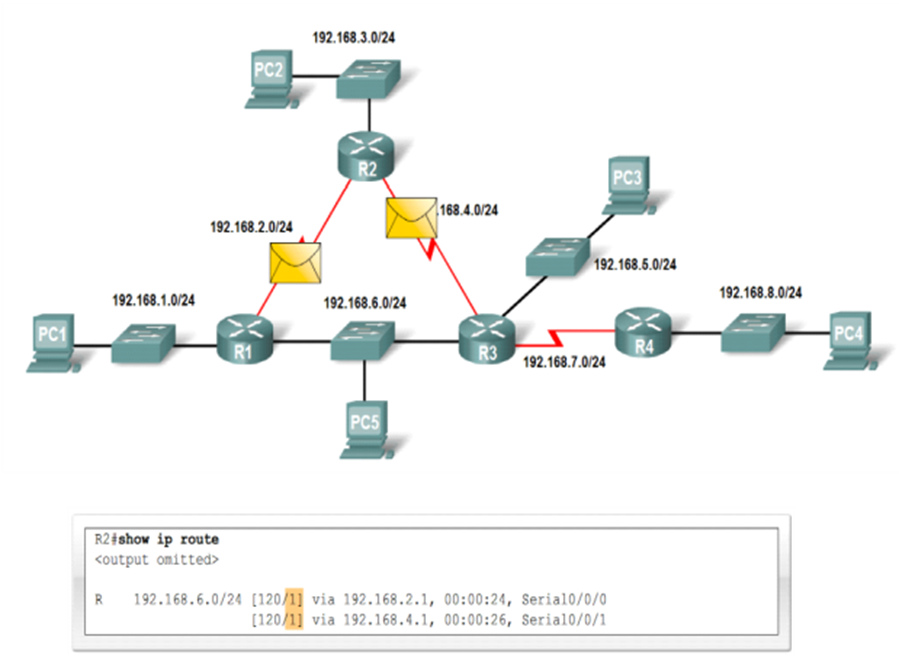 192.168.3.0/24
PC2
R2
PC3
192.168.2.0/24
.168.4.0/24
192.168.5.0/24
192.168.1.0/24
192.168.6.0/24
192.168.8.0/24
PC1
R1
R3
R4
PC4
192.168.7.0/24
PC5
R2#show ip route
<output omitted>
R 192.168.6.0/24 [120/1] via 192.168.2.1, 00:00:24, Serial0/0/0
[120/1] via 192.168.4.1, 00:00:26, Serial0/0/1